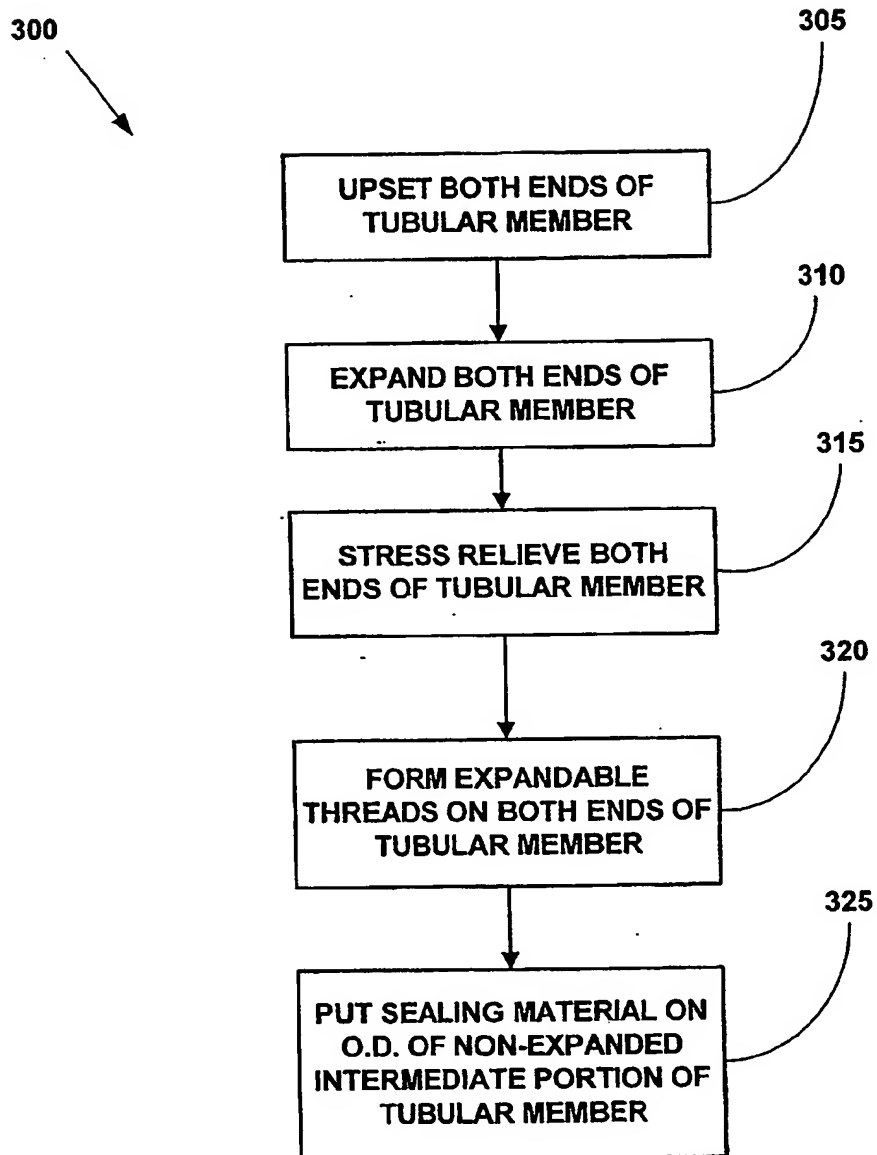 300
305
UPSET BOTH ENDS OF
TUBULAR MEMBER
310
EXPAND BOTH ENDS OF
TUBULAR MEMBER
315
STRESS RELIEVE BOTH
ENDS OF TUBULAR MEMBER
320
FORM EXPANDABLE
THREADS ON BOTH ENDS OF
TUBULAR MEMBER
325
PUT SEALING MATERIAL ON
O.D. OF NON-EXPANDED
INTERMEDIATE PORTION OF
TUBULAR MEMBER